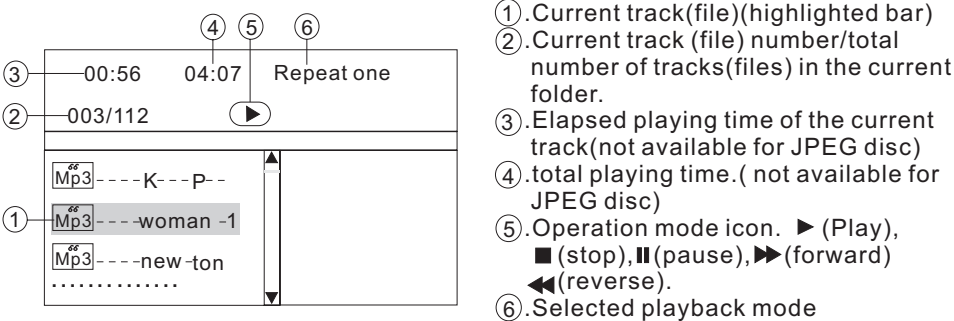 ④ ⑤ ⑥
③ 00:56 04:07 Repeat one
② 003/112 ▶
Mp3 ----K---P--
① Mp3 ----woman -1
Mp3 ----new-ton
··············
①.Current track(file)(highlighted bar)
②.Current track (file) number/total
number of tracks(files) in the current
folder.
③.Elapsed playing time of the current
track(not available for JPEG disc)
④.total playing time.( not available for
JPEG disc)
⑤.Operation mode icon. ▶ (Play),
■ (stop),⏸(pause),▶▶(forward)
◀◀(reverse).
⑥.Selected playback mode